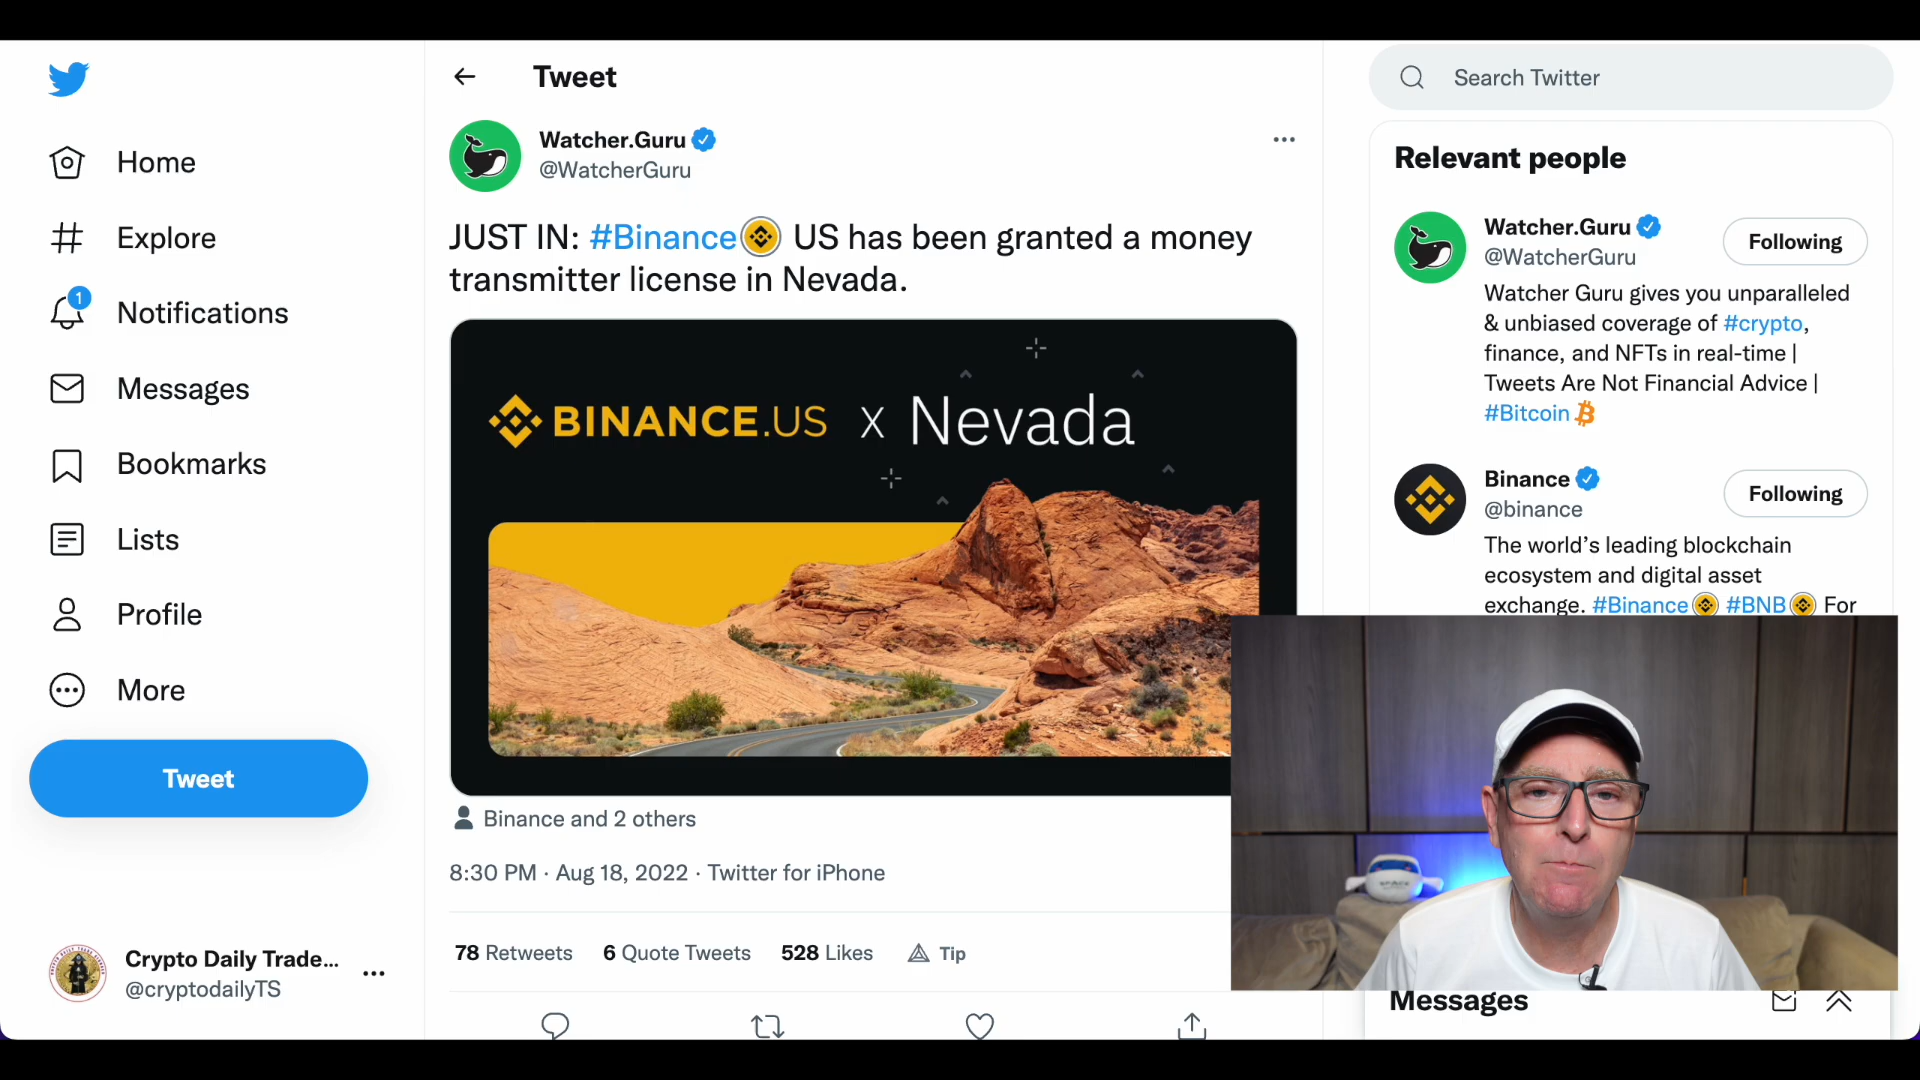 Tweet
Search Twitter
Home
Explore
1
Notifications
Messages
Bookmarks
Lists
Profile
More
Tweet
Crypto Daily Trade...
@cryptodailyTS
Watcher.Guru
@WatcherGuru
JUST IN: #Binance US has been granted a money
transmitter license in Nevada.
BINANCE.US x Nevada
Binance and 2 others
8:30 PM · Aug 18, 2022 · Twitter for iPhone
78 Retweets 6 Quote Tweets 528 Likes Tip
Relevant people
Watcher.Guru
@WatcherGuru
Following
Watcher Guru gives you unparalleled
& unbiased coverage of #crypto,
finance, and NFTs in real-time |
Tweets Are Not Financial Advice |
#Bitcoin
Binance
@binance
Following
The world’s leading blockchain
ecosystem and digital asset
exchange. #Binance #BNB For
SPACE
Messages